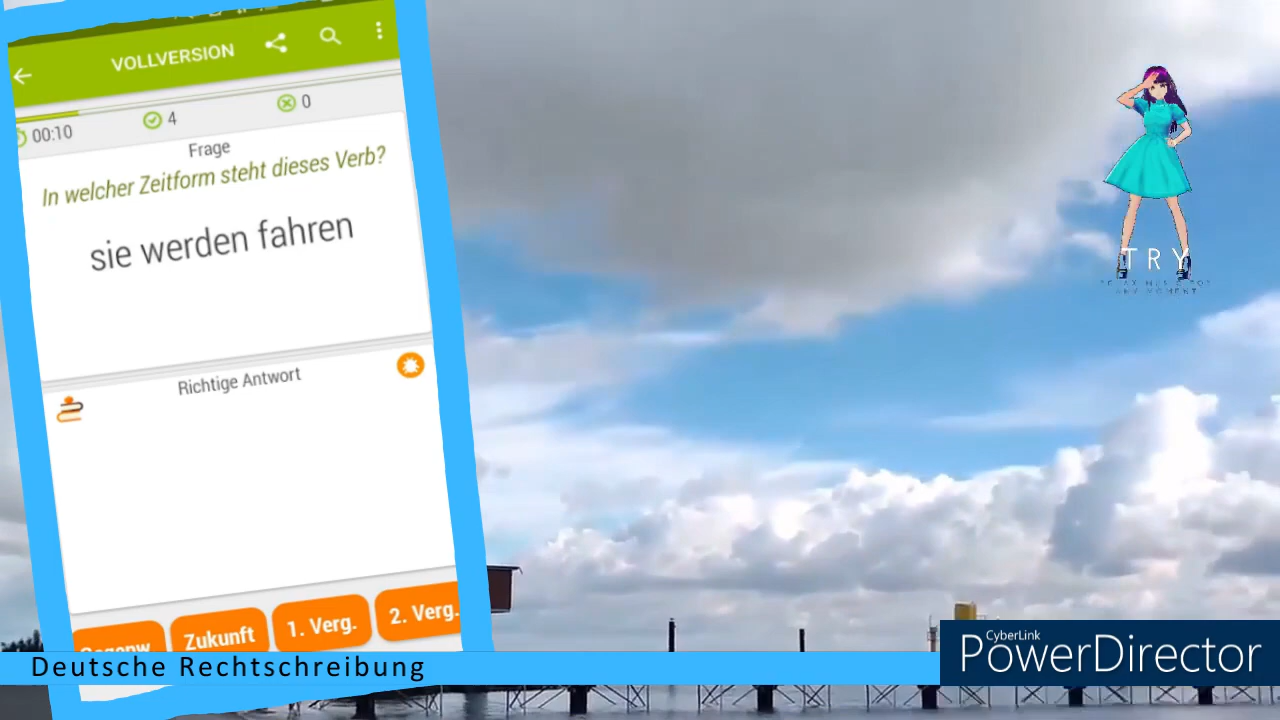 VOLLVERSION
00:10
4
0
Frage
In welcher Zeitform steht dieses Verb?
sie werden fahren
Richtige Antwort
Zukunft
1. Verg.
2. Verg.
Deutsche Rechtschreibung
TRY
CyberLink
PowerDirector